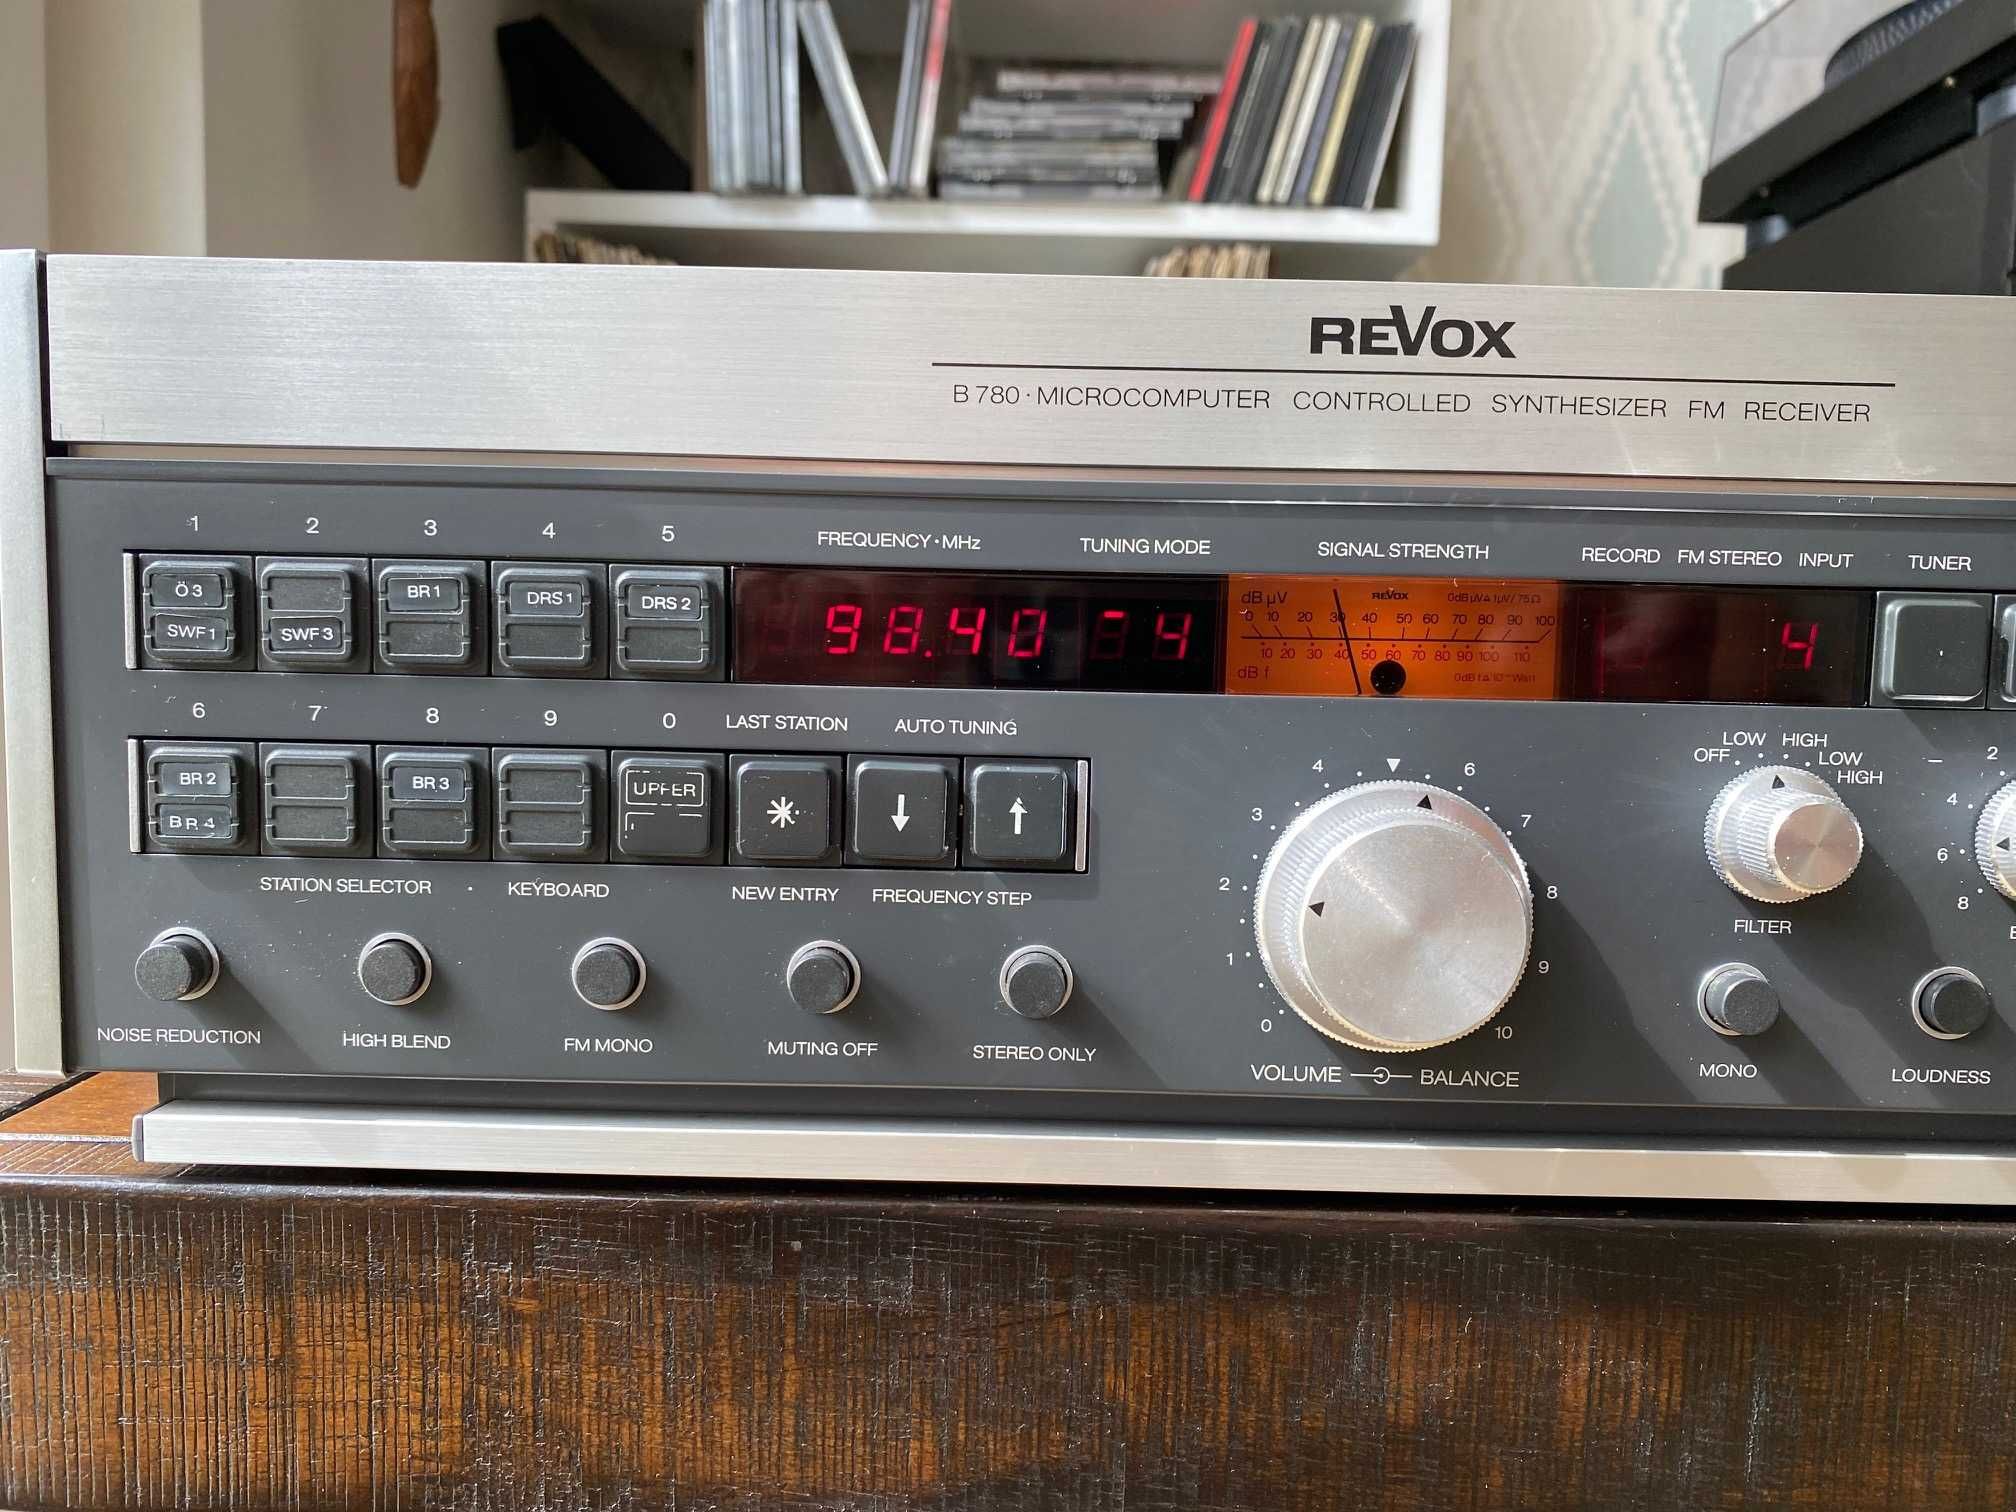 REVOX
B 780 · MICROCOMPUTER CONTROLLED SYNTHESIZER FM RECEIVER
1 2 3 4 5
FREQUENCY · MHz TUNING MODE SIGNAL STRENGTH RECORD FM STEREO INPUT TUNER
Ö 3 BR 1 DRS 1 DRS 2
SWF 1 SWF 3
98.40 - 4
dB µV REVOX 0dB µV ≙ 1µV/75Ω
0 10 20 30 40 50 60 70 80 90 100
10 20 30 40 50 60 70 80 90 100 110
dB f
4
6 7 8 9 0 LAST STATION AUTO TUNING
BR 2 BR 3 UPPER * ↓ ↑
BR 4
STATION SELECTOR · KEYBOARD NEW ENTRY FREQUENCY STEP
0 1 2 3 4 6 7 8 9 10
VOLUME BALANCE
OFF LOW HIGH LOW HIGH
FILTER
2 4 6 8
NOISE REDUCTION HIGH BLEND FM MONO MUTING OFF STEREO ONLY MONO LOUDNESS